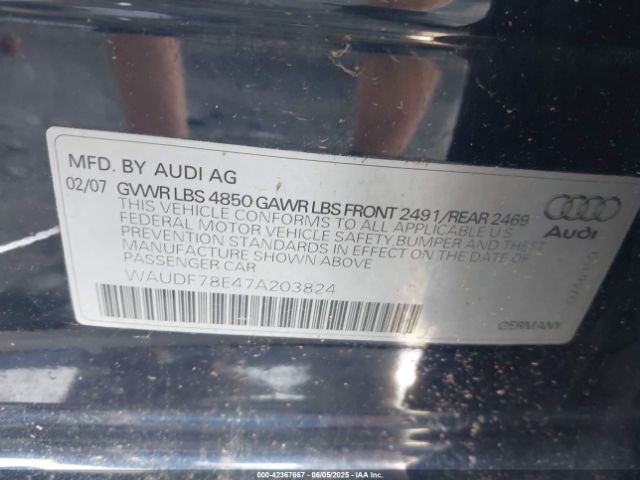 MFD. BY AUDI AG
02/07 GVWR LBS 4850 GAWR LBS FRONT 2491/REAR 2469
THIS VEHICLE CONFORMS TO ALL APPLICABLE U S
FEDERAL MOTOR VEHICLE SAFETY, BUMPER AND THEFT
PREVENTION STANDARDS IN EFFECT ON THE DATE OF
MANUFACTURE SHOWN ABOVE
PASSENGER CAR
WAUDF78E47A203824
Audi
GERMANY
000-42367667 - 06/05/2025 - IAAI, Inc.